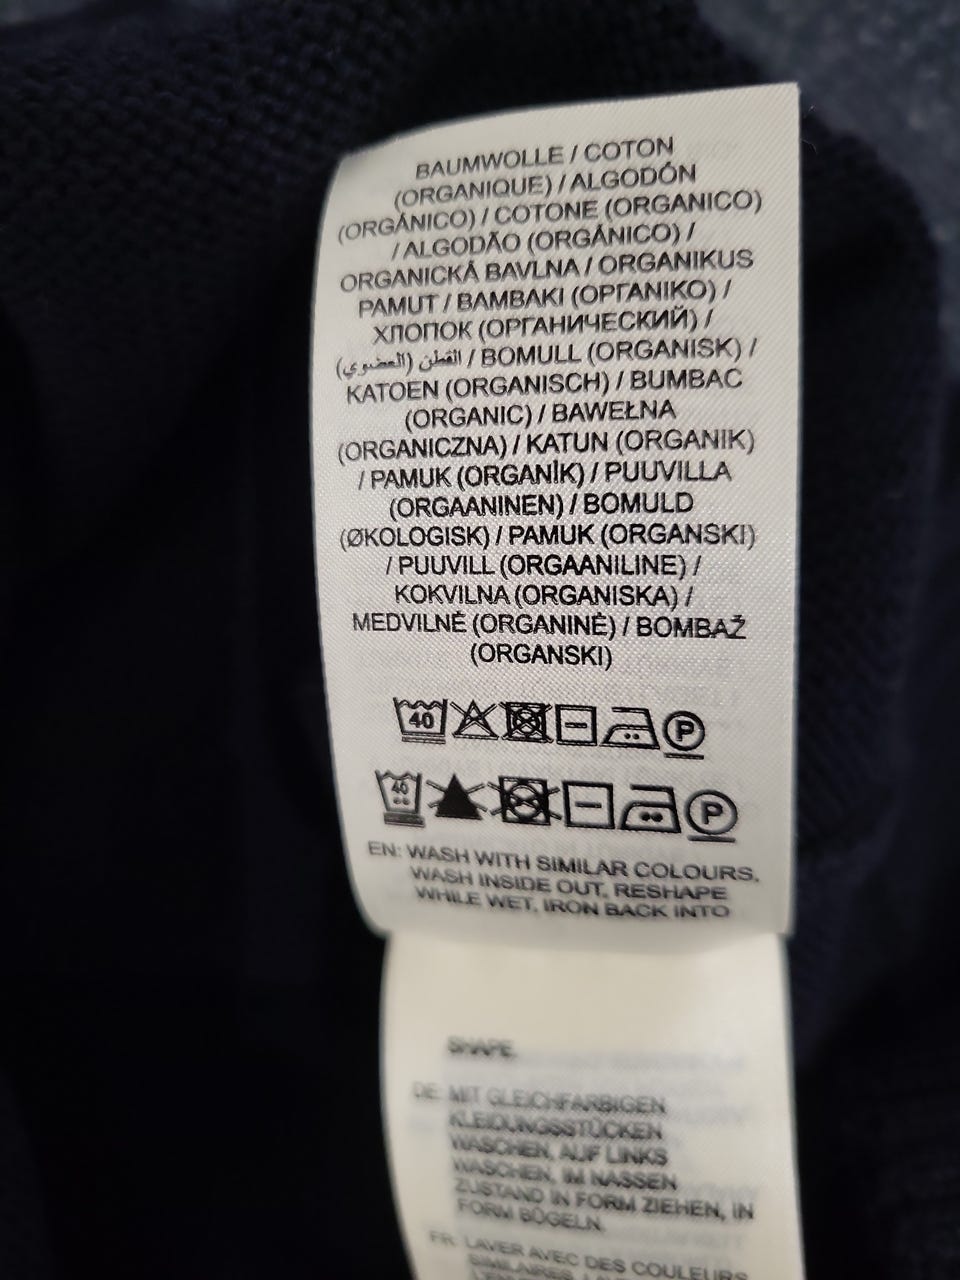 BAUMWOLLE / COTON
(ORGANIQUE) / ALGODÓN
(ORGÁNICO) / COTONE (ORGANICO)
/ ALGODÃO (ORGÁNICO) /
ORGANICKÁ BAVLNA / ORGANIKUS
PAMUT / BAMBAKI (ΟΡΓΑΝΙΚΟ) /
ХЛОПОК (ОРГАНИЧЕСКИЙ) /
القطن (العضوي) / BOMULL (ORGANISK) /
KATOEN (ORGANISCH) / BUMBAC
(ORGANIC) / BAWEŁNA
(ORGANICZNA) / KATUN (ORGANIK)
/ PAMUK (ORGANİK) / PUUVILLA
(ORGAANINEN) / BOMULD
(ØKOLOGISK) / PAMUK (ORGANSKI)
/ PUUVILL (ORGAANILINE) /
KOKVILNA (ORGANISKA) /
MEDVILNĖ (ORGANINĖ) / BOMBAŽ
(ORGANSKI)
40 P
40 P
EN: WASH WITH SIMILAR COLOURS,
WASH INSIDE OUT, RESHAPE
WHILE WET, IRON BACK INTO
SHAPE.
DE: MIT GLEICHFARBIGEN
KLEIDUNGSSTÜCKEN
WASCHEN, AUF LINKS
WASCHEN, IM NASSEN
ZUSTAND IN FORM ZIEHEN, IN
FORM BÜGELN.
FR: LAVER AVEC DES COULEURS
SIMILAIRES,